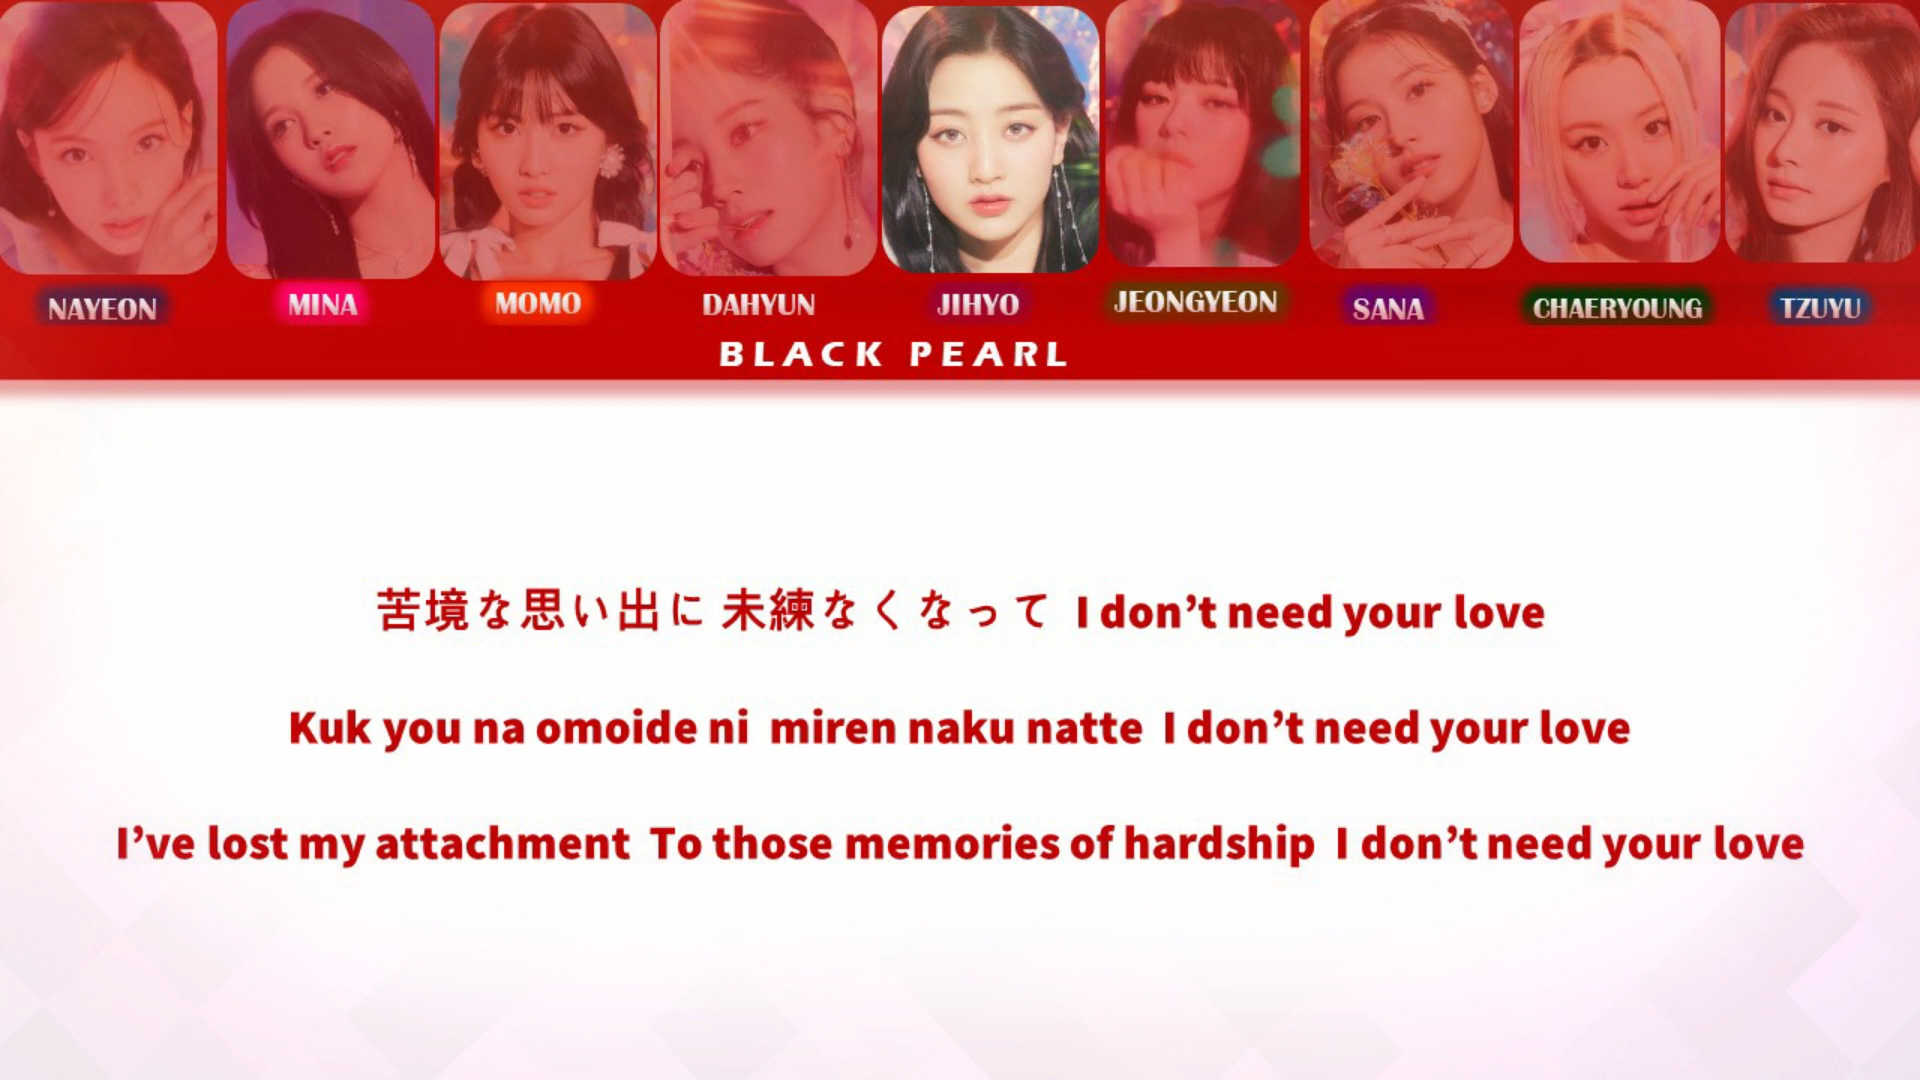 NAYEON MINA MOMO DAHYUN JIHYO JEONGYEON SANA CHAERYOUNG TZUYU
BLACK PEARL
苦境な思い出に 未練なくなって I don't need your love
Kuk you na omoide ni miren naku natte I don't need your love
I've lost my attachment To those memories of hardship I don't need your love